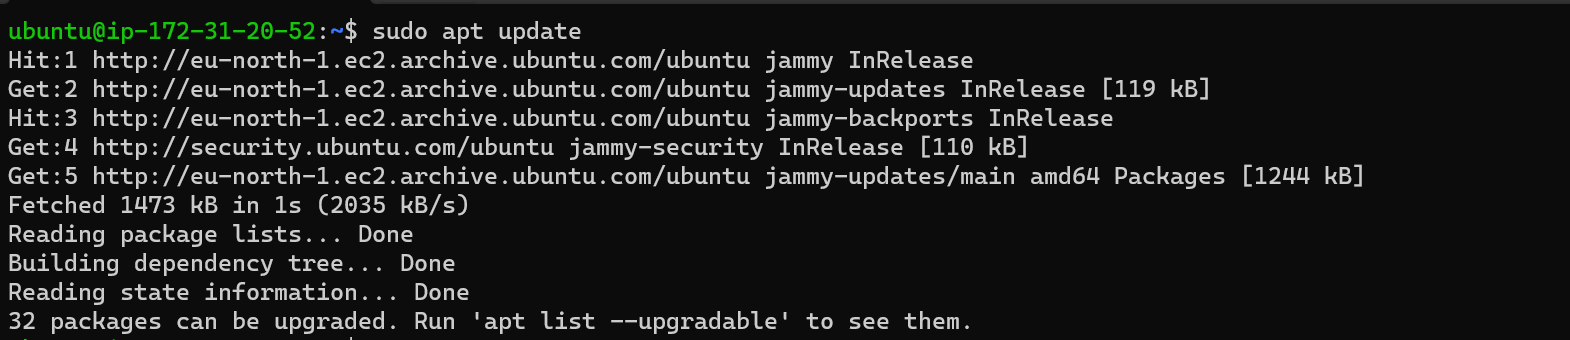 ubuntu@ip-172-31-20-52:~$ sudo apt update
Hit:1 http://eu-north-1.ec2.archive.ubuntu.com/ubuntu jammy InRelease
Get:2 http://eu-north-1.ec2.archive.ubuntu.com/ubuntu jammy-updates InRelease [119 kB]
Hit:3 http://eu-north-1.ec2.archive.ubuntu.com/ubuntu jammy-backports InRelease
Get:4 http://security.ubuntu.com/ubuntu jammy-security InRelease [110 kB]
Get:5 http://eu-north-1.ec2.archive.ubuntu.com/ubuntu jammy-updates/main amd64 Packages [1244 kB]
Fetched 1473 kB in 1s (2035 kB/s)
Reading package lists... Done
Building dependency tree... Done
Reading state information... Done
32 packages can be upgraded. Run 'apt list --upgradable' to see them.